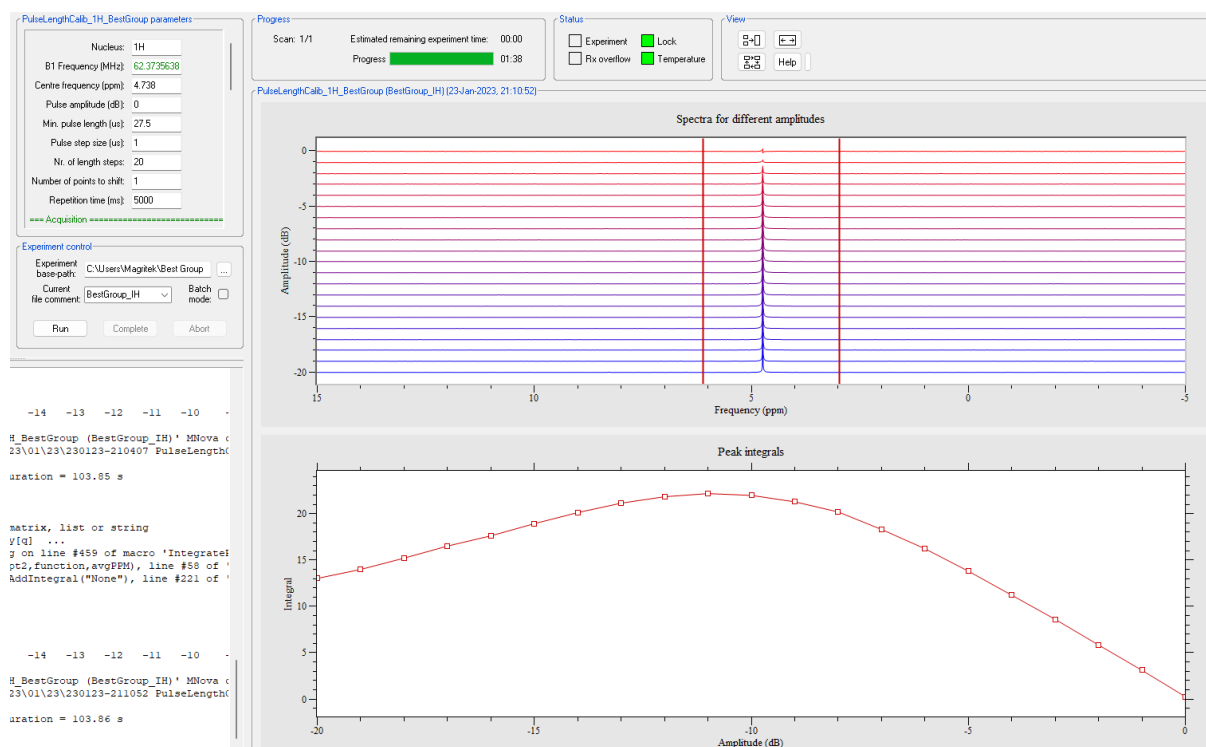 PulseLengthCalib_1H_BestGroup parameters
Nucleus: 1H
B1 Frequency (MHz): 62.3735638
Centre frequency (ppm): 4.738
Pulse amplitude (dB): 0
Min. pulse length (us): 27.5
Pulse step size (us): 1
Nr. of length steps: 20
Number of points to shift: 1
Repetition time (ms): 5000
=== Acquisition ===========================
Experiment control
Experiment base-path: C:\Users\Magritek\Best Group ...
Current file comment: BestGroup_IH
Batch mode:
Run Complete Abort
-14 -13 -12 -11 -10 -
H_BestGroup (BestGroup_IH)' MNova
23\01\23\230123-210407 PulseLength
uration = 103.85 s
matrix, list or string
y[q] ...
g on line #459 of macro 'Integrate
pt2,function,avgPPM), line #58 of '
AddIntegral("None"), line #221 of '
-14 -13 -12 -11 -10 -
H_BestGroup (BestGroup_IH)' MNova
23\01\23\230123-211052 PulseLength
uration = 103.86 s
Progress
Scan: 1/1 Estimated remaining experiment time: 00:00
Progress 01:38
Status
Experiment Lock
Rx overflow Temperature
View
Help
PulseLengthCalib_1H_BestGroup (BestGroup_IH) (23-Jan-2023, 21:10:52)
Spectra for different amplitudes
0
-5
-10
-15
-20
Amplitude (dB)
15 10 5 0 -5
Frequency (ppm)
Peak integrals
20
15
10
5
0
Integral
-20 -15 -10 -5 0
Amplitude (dB)